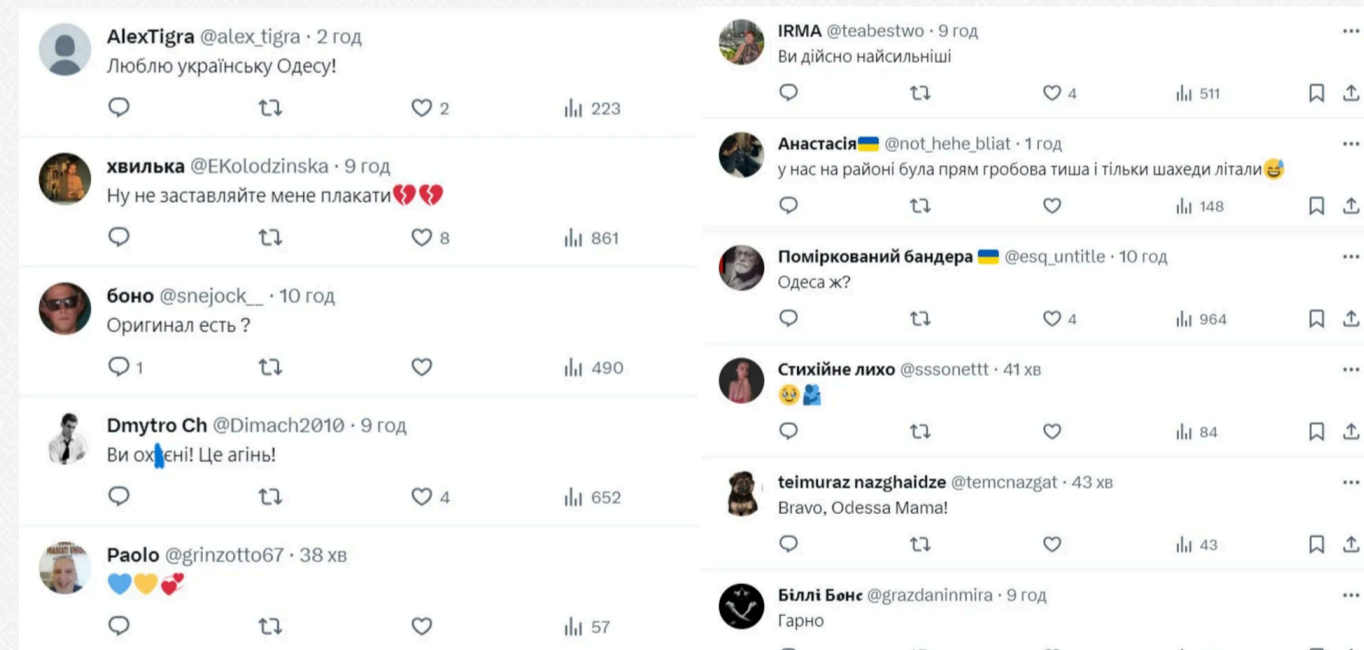 AlexTigra @alex_tigra · 2 год
Люблю українську Одесу!
2 223
хвилька @EKolodzinska · 9 год
Ну не заставляйте мене плакати💔💔
8 861
боно @snejock__ · 10 год
Оригинал есть ?
1 490
Dmytro Ch @Dimach2010 · 9 год
Ви ох єні! Це агінь!
4 652
Paolo @grinzotto67 · 38 хв
💙💛💞
57
IRMA @teabestwo · 9 год
Ви дійсно найсильніші
4 511
Анастасія🇺🇦 @not_hehe_bliat · 1 год
у нас на районі була прям гробова тиша і тільки шахеди літали😅
148
Поміркований бандера 🇺🇦 @esq_untitle · 10 год
Одеса ж?
4 964
Стихійне лихо @sssonettt · 41 хв
🥹🫂
84
teimuraz nazghaidze @temcnazgat · 43 хв
Bravo, Odessa Mama!
43
Біллі Бонс @grazdaninmira · 9 год
Гарно